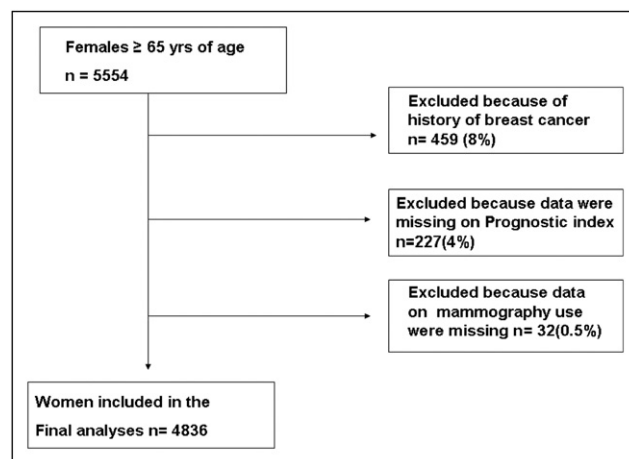 Females ≥ 65 yrs of age
n = 5554
Excluded because of
history of breast cancer
n= 459 (8%)
Excluded because data were
missing on Prognostic index
n=227(4%)
Excluded because data
on mammography use
were missing n= 32(0.5%)
Women included in the
Final analyses n= 4836